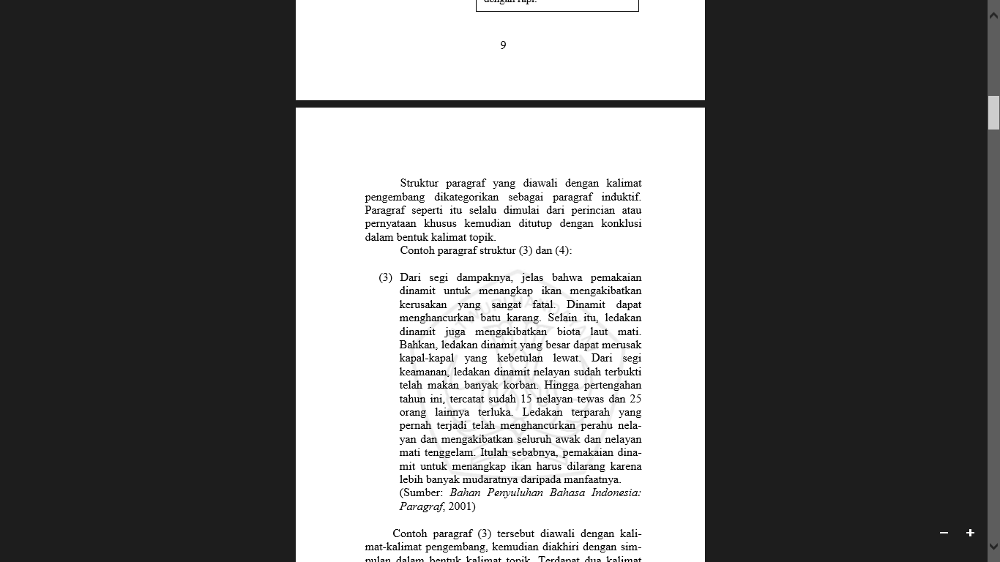 dengan rapi.
9
Struktur paragraf yang diawali dengan kalimat
pengembang dikategorikan sebagai paragraf induktif.
Paragraf seperti itu selalu dimulai dari perincian atau
pernyataan khusus kemudian ditutup dengan konklusi
dalam bentuk kalimat topik.
Contoh paragraf struktur (3) dan (4):
(3) Dari segi dampaknya, jelas bahwa pemakaian
dinamit untuk menangkap ikan mengakibatkan
kerusakan yang sangat fatal. Dinamit dapat
menghancurkan batu karang. Selain itu, ledakan
dinamit juga mengakibatkan biota laut mati.
Bahkan, ledakan dinamit yang besar dapat merusak
kapal-kapal yang kebetulan lewat. Dari segi
keamanan, ledakan dinamit nelayan sudah terbukti
telah makan banyak korban. Hingga pertengahan
tahun ini, tercatat sudah 15 nelayan tewas dan 25
orang lainnya terluka. Ledakan terparah yang
pernah terjadi telah menghancurkan perahu nela-
yan dan mengakibatkan seluruh awak dan nelayan
mati tenggelam. Itulah sebabnya, pemakaian dina-
mit untuk menangkap ikan harus dilarang karena
lebih banyak mudaratnya daripada manfaatnya.
(Sumber: Bahan Penyuluhan Bahasa Indonesia:
Paragraf, 2001)
Contoh paragraf (3) tersebut diawali dengan kali-
mat-kalimat pengembang, kemudian diakhiri dengan sim-
pulan dalam bentuk kalimat topik. Terdapat dua kalimat